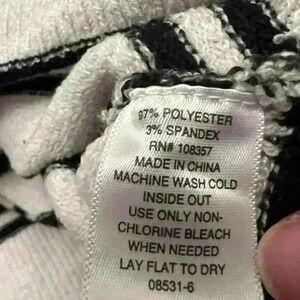 97% POLYESTER
3% SPANDEX
RN# 108357
MADE IN CHINA
MACHINE WASH COLD
INSIDE OUT
USE ONLY NON-
CHLORINE BLEACH
WHEN NEEDED
LAY FLAT TO DRY
08531-6